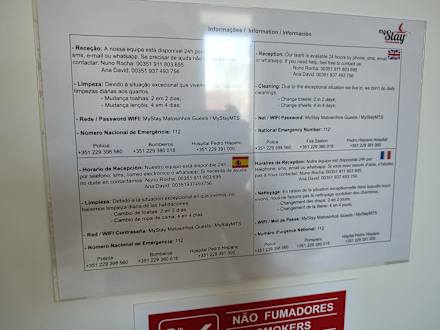 Informações / Information / Información
my Stay
- Receção: A nossa equipa está disponível 24h por
sms, e-mail ou whatsapp. Se precisar de ajuda não
contactar: Nuno Rocha: 00351 911 803 695
Ana David: 00351 937 493 756
- Limpeza: Devido à situação excepcional que vivemos
limpezas diárias aos quartos.
- Mudança toalhas: 2 em 2 dias;
- Mudança lençóis: 4 em 4 dias;
- Rede / Password WIFI: MyStay Matosinhos Guests / MyStayMTS
- Número Nacional de Emergência: 112
Polícia Bombeiros Hospital Pedro Hispano
+351 229 398 560 +351 229 380 018 +351 229 391 000
- Reception: Our team is available 24 hours by phone, sms, email
or whatsapp. If you need help, feel free to contact us.
Nuno Rocha: 00351 911 803 695
Ana David: 00351 937 493 756
- Cleaning: Due to the exceptional situation we live in, we don't do daily
cleanings.
- Change towels: 2 in 2 days;
- Change sheets: 4 in 4 days;
- Net / WIFI Password: MyStay Matosinhos Guests / MyStayMTS
- National Emergency Number: 112
Police Fire Station Pedro Hispano Hospital
+351 229 398 560 +351 229 380 018 +351 229 391 000
- Horario de Recepción: Nuestro equipo está disponible 24h
por teléfono, sms, correo electrónico o whatsapp. Si necesita de ayuda
no dude en contactarnos: Nuno Rocha: 00351 911 803 695
Ana David: 00351937493756
- Limpieza: Debido a la situación excepcional en que vivimos, no
hacemos limpieza diaria de las habitaciones.
- Cambio de toallas: 2 en 2 días;
- Cambio de ropa de cama: 4 en 4 días.
- Red / WIFI Contraseña: MyStay Matosinhos Guests / MyStayMTS
- Número Nacional de Emergencia: 112
Policía Bomberos Hospital Pedro Hispano
+351 229 398 560 +351 229 380 018 +351 229 391 000
Horaires de Réception: Notre équipe est disponible 24h par
téléphone, sms, email ou whatsapp. Si vous avez besoin d'aide, n'hésitez
pas à nous contacter: Nuno Rocha: 00351 911 803 695
Ana David: 00351 937 493 756
- Nettoyage: En raison de la situation exceptionnelle dans laquelle nous
vivons, nous ne faisons pas le nettoyage quotidien des chambres.
- Changement des draps: 2 en 2 jours;
- Changement des serviettes: 4 en 4 jours.
- WIFI / Mot de Passe: MyStay Matosinhos Guests / MyStayMTS
- Numéro d'urgence National: 112
Police Pompiers Hôpital Pedro Hispano
+351 229 398 560 +351 229 380 018 +351 229 391 000
NÃO FUMADORES
SMOKERS